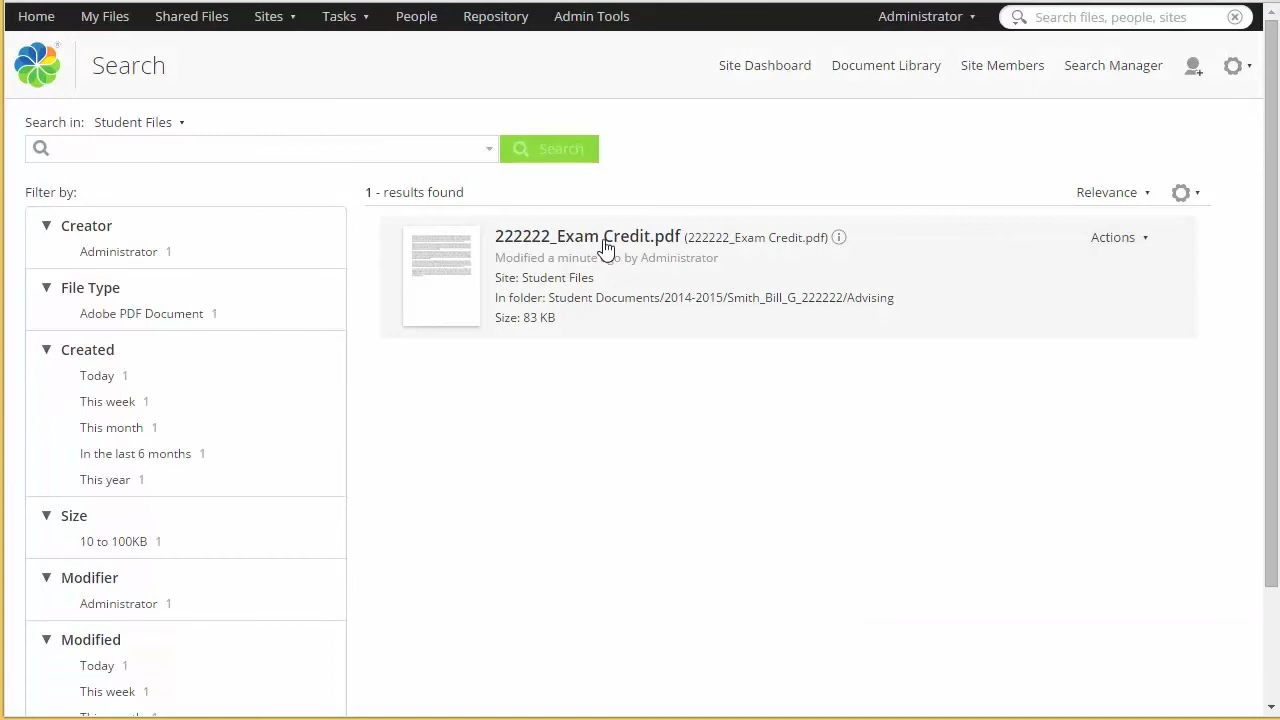 Home My Files Shared Files Sites Tasks People Repository Admin Tools Administrator Search files, people, sites
Search Site Dashboard Document Library Site Members Search Manager
Search in: Student Files
Search
Filter by:
1 - results found Relevance
Creator
Administrator 1
File Type
Adobe PDF Document 1
Created
Today 1
This week 1
This month 1
In the last 6 months 1
This year 1
Size
10 to 100KB 1
Modifier
Administrator 1
Modified
Today 1
This week 1
222222_Exam Credit.pdf (222222_Exam Credit.pdf) Actions
Modified a minute ago by Administrator
Site: Student Files
In folder: Student Documents/2014-2015/Smith_Bill_G_222222/Advising
Size: 83 KB